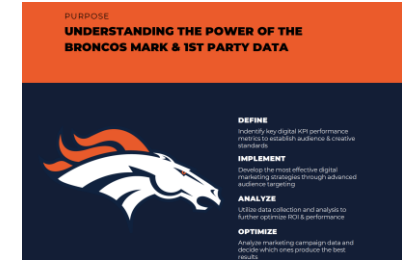 PURPOSE
UNDERSTANDING THE POWER OF THE
BRONCOS MARK & 1ST PARTY DATA
DEFINE
Indentify key digital KPI performance
metrics to establish audience & creative
standards
IMPLEMENT
Develop the most effective digital
marketing strategies through advanced
audience targeting
ANALYZE
Utilize data collection and analysis to
further optimize ROI & performance
OPTIMIZE
Analyze marketing campaign data and
decide which ones produce the best
results